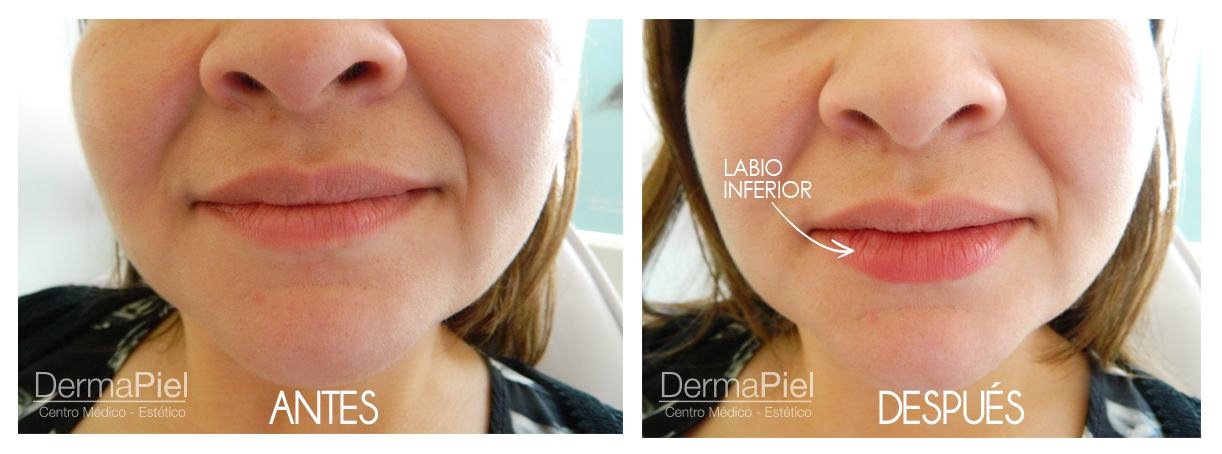 DermaPiel
Centro Médico - Estético
ANTES
LABIO
INFERIOR
DermaPiel
Centro Médico - Estético
DESPUÉS